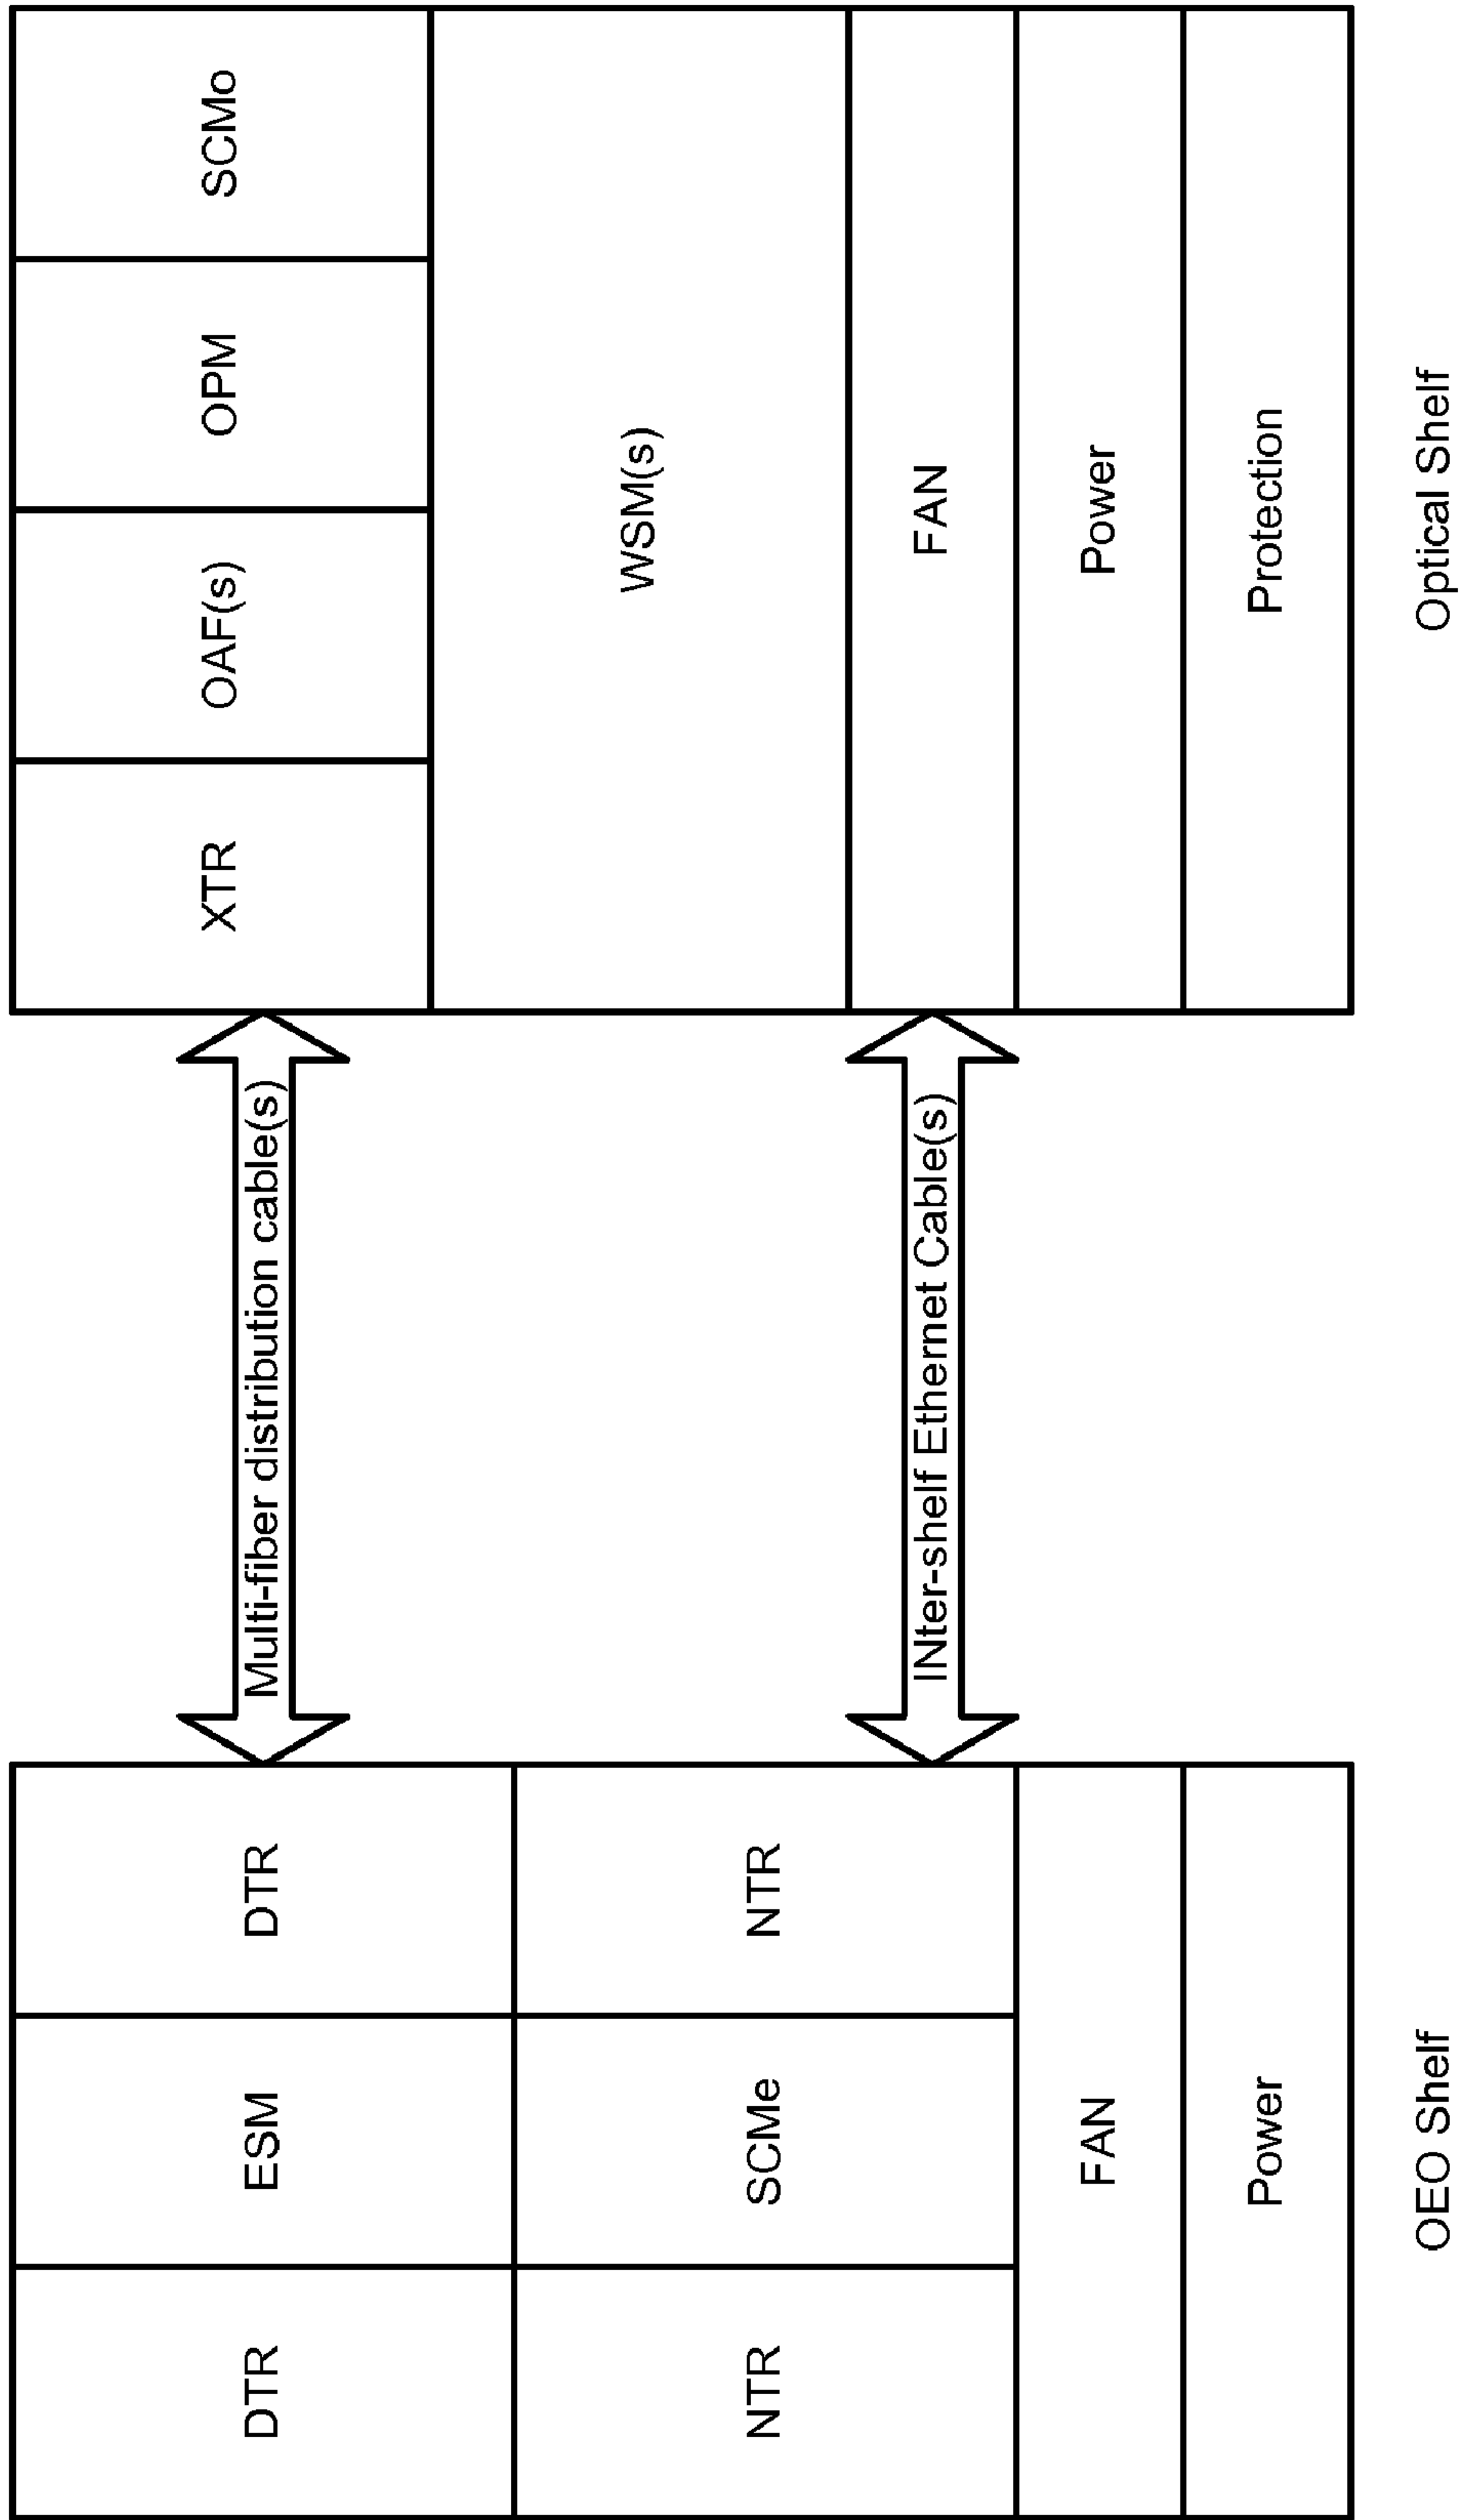 DTR
ESM
DTR
NTR
SCMe
NTR
FAN
Power
OEO Shelf
Multi-fiber distribution cable(s)
INter-shelf Ethernet Cable(s)
XTR
OAF(s)
OPM
SCMo
WSM(s)
FAN
Power
Protection
Optical Shelf